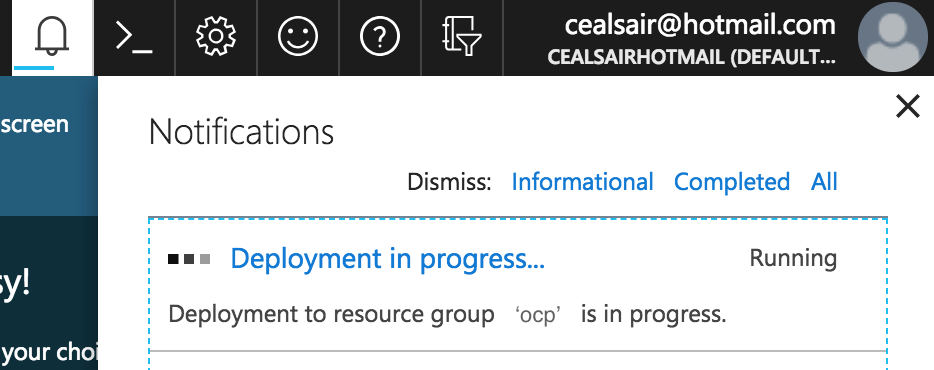 cealsair@hotmail.com
CEALSAIRHOTMAIL (DEFAULT...
screen
Notifications
Dismiss: Informational Completed All
Deployment in progress... Running
sy!
Deployment to resource group 'ocp' is in progress.
your choi